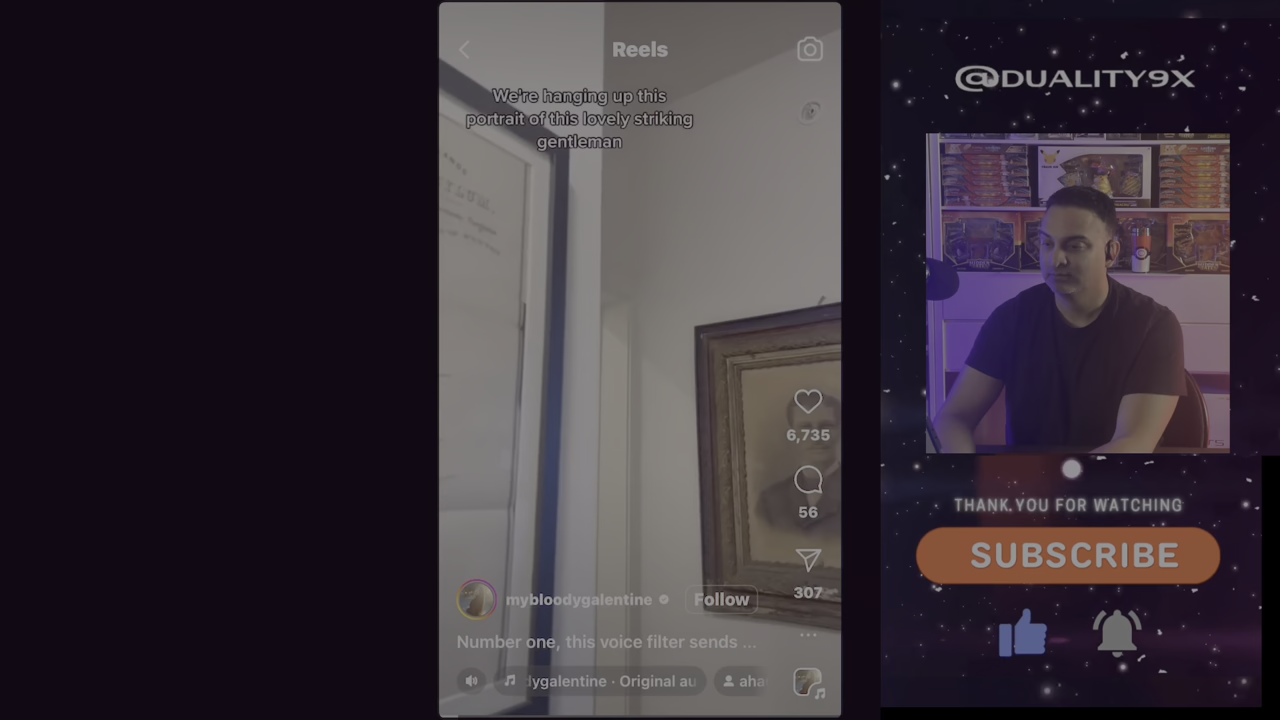 Reels
We're hanging up this
portrait of this lovely striking
gentleman
6,735
56
307
mybloodygalentine
Follow
Number one, this voice filter sends ...
lygalentine · Original au
aha
@DUALITY9X
THANK YOU FOR WATCHING
SUBSCRIBE